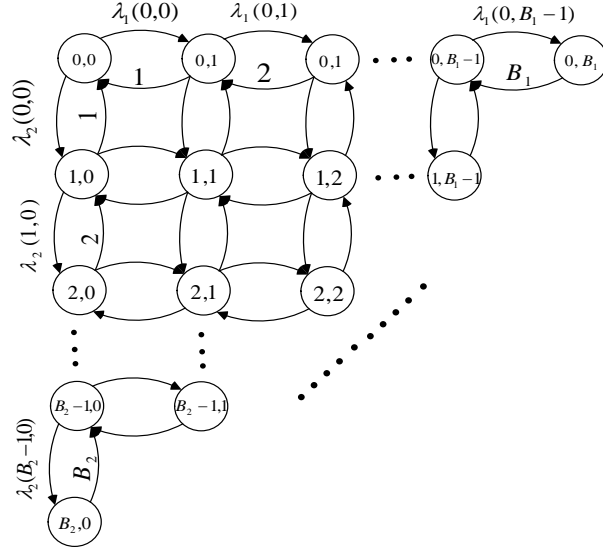 λ₁(0,0) λ₁(0,1) λ₁(0,B₁−1)
0,0 0,1 0,1 0,B₁−1 0,B₁
1 2 B₁
λ₂(0,0) 1
1,0 1,1 1,2 1,B₁−1
λ₂(1,0) 2
2,0 2,1 2,2
B₂−1,0 B₂−1,1
λ₂(B₂−1,0) B₂
B₂,0